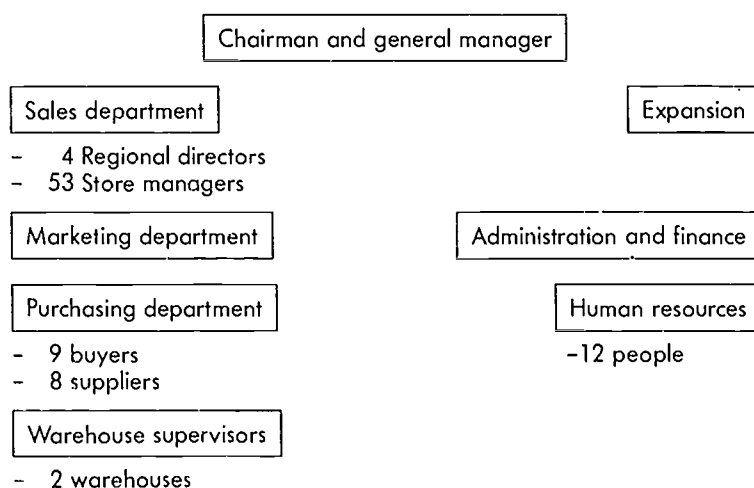 Chairman and general manager
Sales department
- 4 Regional directors
- 53 Store managers
Expansion
Marketing department
Administration and finance
Purchasing department
- 9 buyers
- 8 suppliers
Human resources
-12 people
Warehouse supervisors
- 2 warehouses